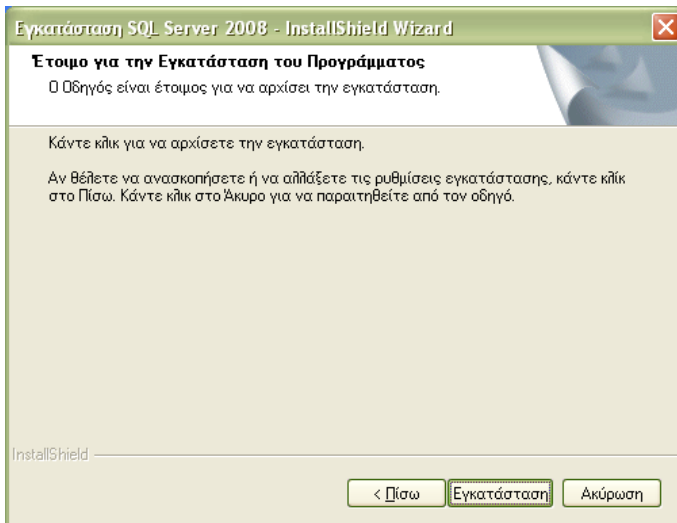 Εγκατάσταση SQL Server 2008 - InstallShield Wizard
Έτοιμο για την Εγκατάσταση του Προγράμματος
Ο Οδηγός είναι έτοιμος για να αρχίσει την εγκατάσταση.
Κάντε κλικ για να αρχίσετε την εγκατάσταση.
Αν θέλετε να ανασκοπήσετε ή να αλλάξετε τις ρυθμίσεις εγκατάστασης, κάντε κλίκ
στο Πίσω. Κάντε κλικ στο Άκυρο για να παραιτηθείτε από τον οδηγό.
InstallShield
< Πίσω Εγκατάσταση Ακύρωση